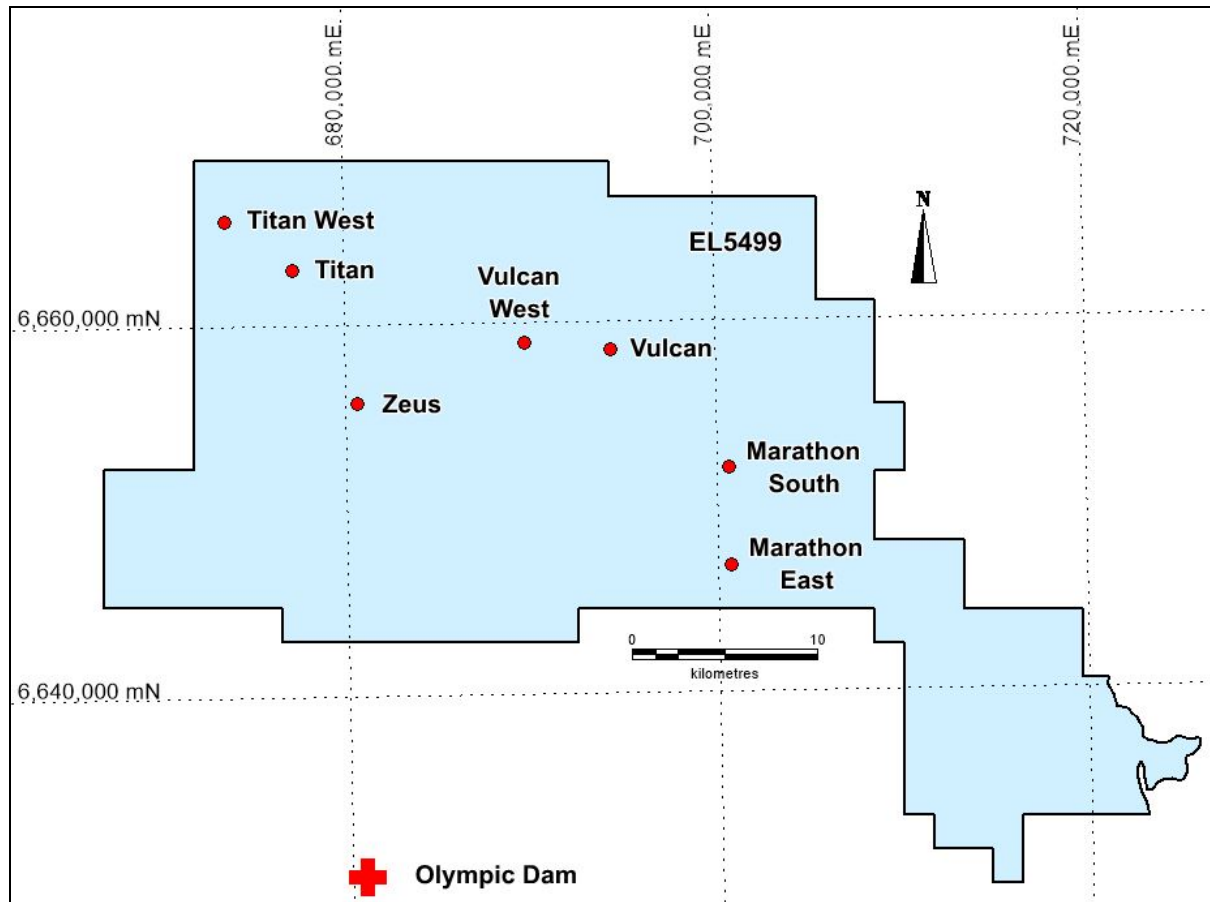 680,000 mE
700,000 mE
720,000 mE
N
Titan West
EL5499
Titan
Vulcan
West
6,660,000 mN
Vulcan
Zeus
Marathon
South
Marathon
East
0 10
kilometres
6,640,000 mN
Olympic Dam